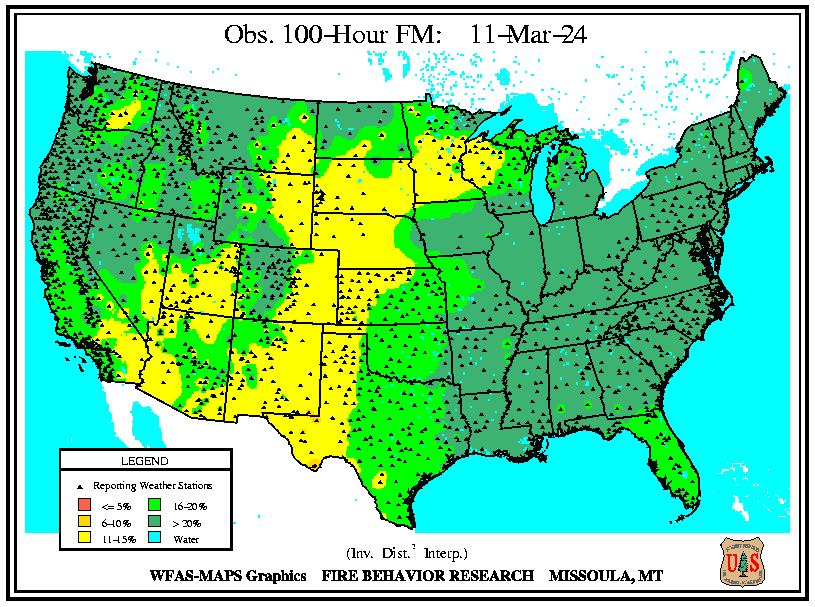 Obs. 100-Hour FM: 11-Mar-24
LEGEND
Reporting Weather Stations
<= 5% 16-20%
6-10% > 20%
11-15% Water
(Inv. Dist.² Interp.)
WFAS-MAPS Graphics FIRE BEHAVIOR RESEARCH MISSOULA, MT
U S